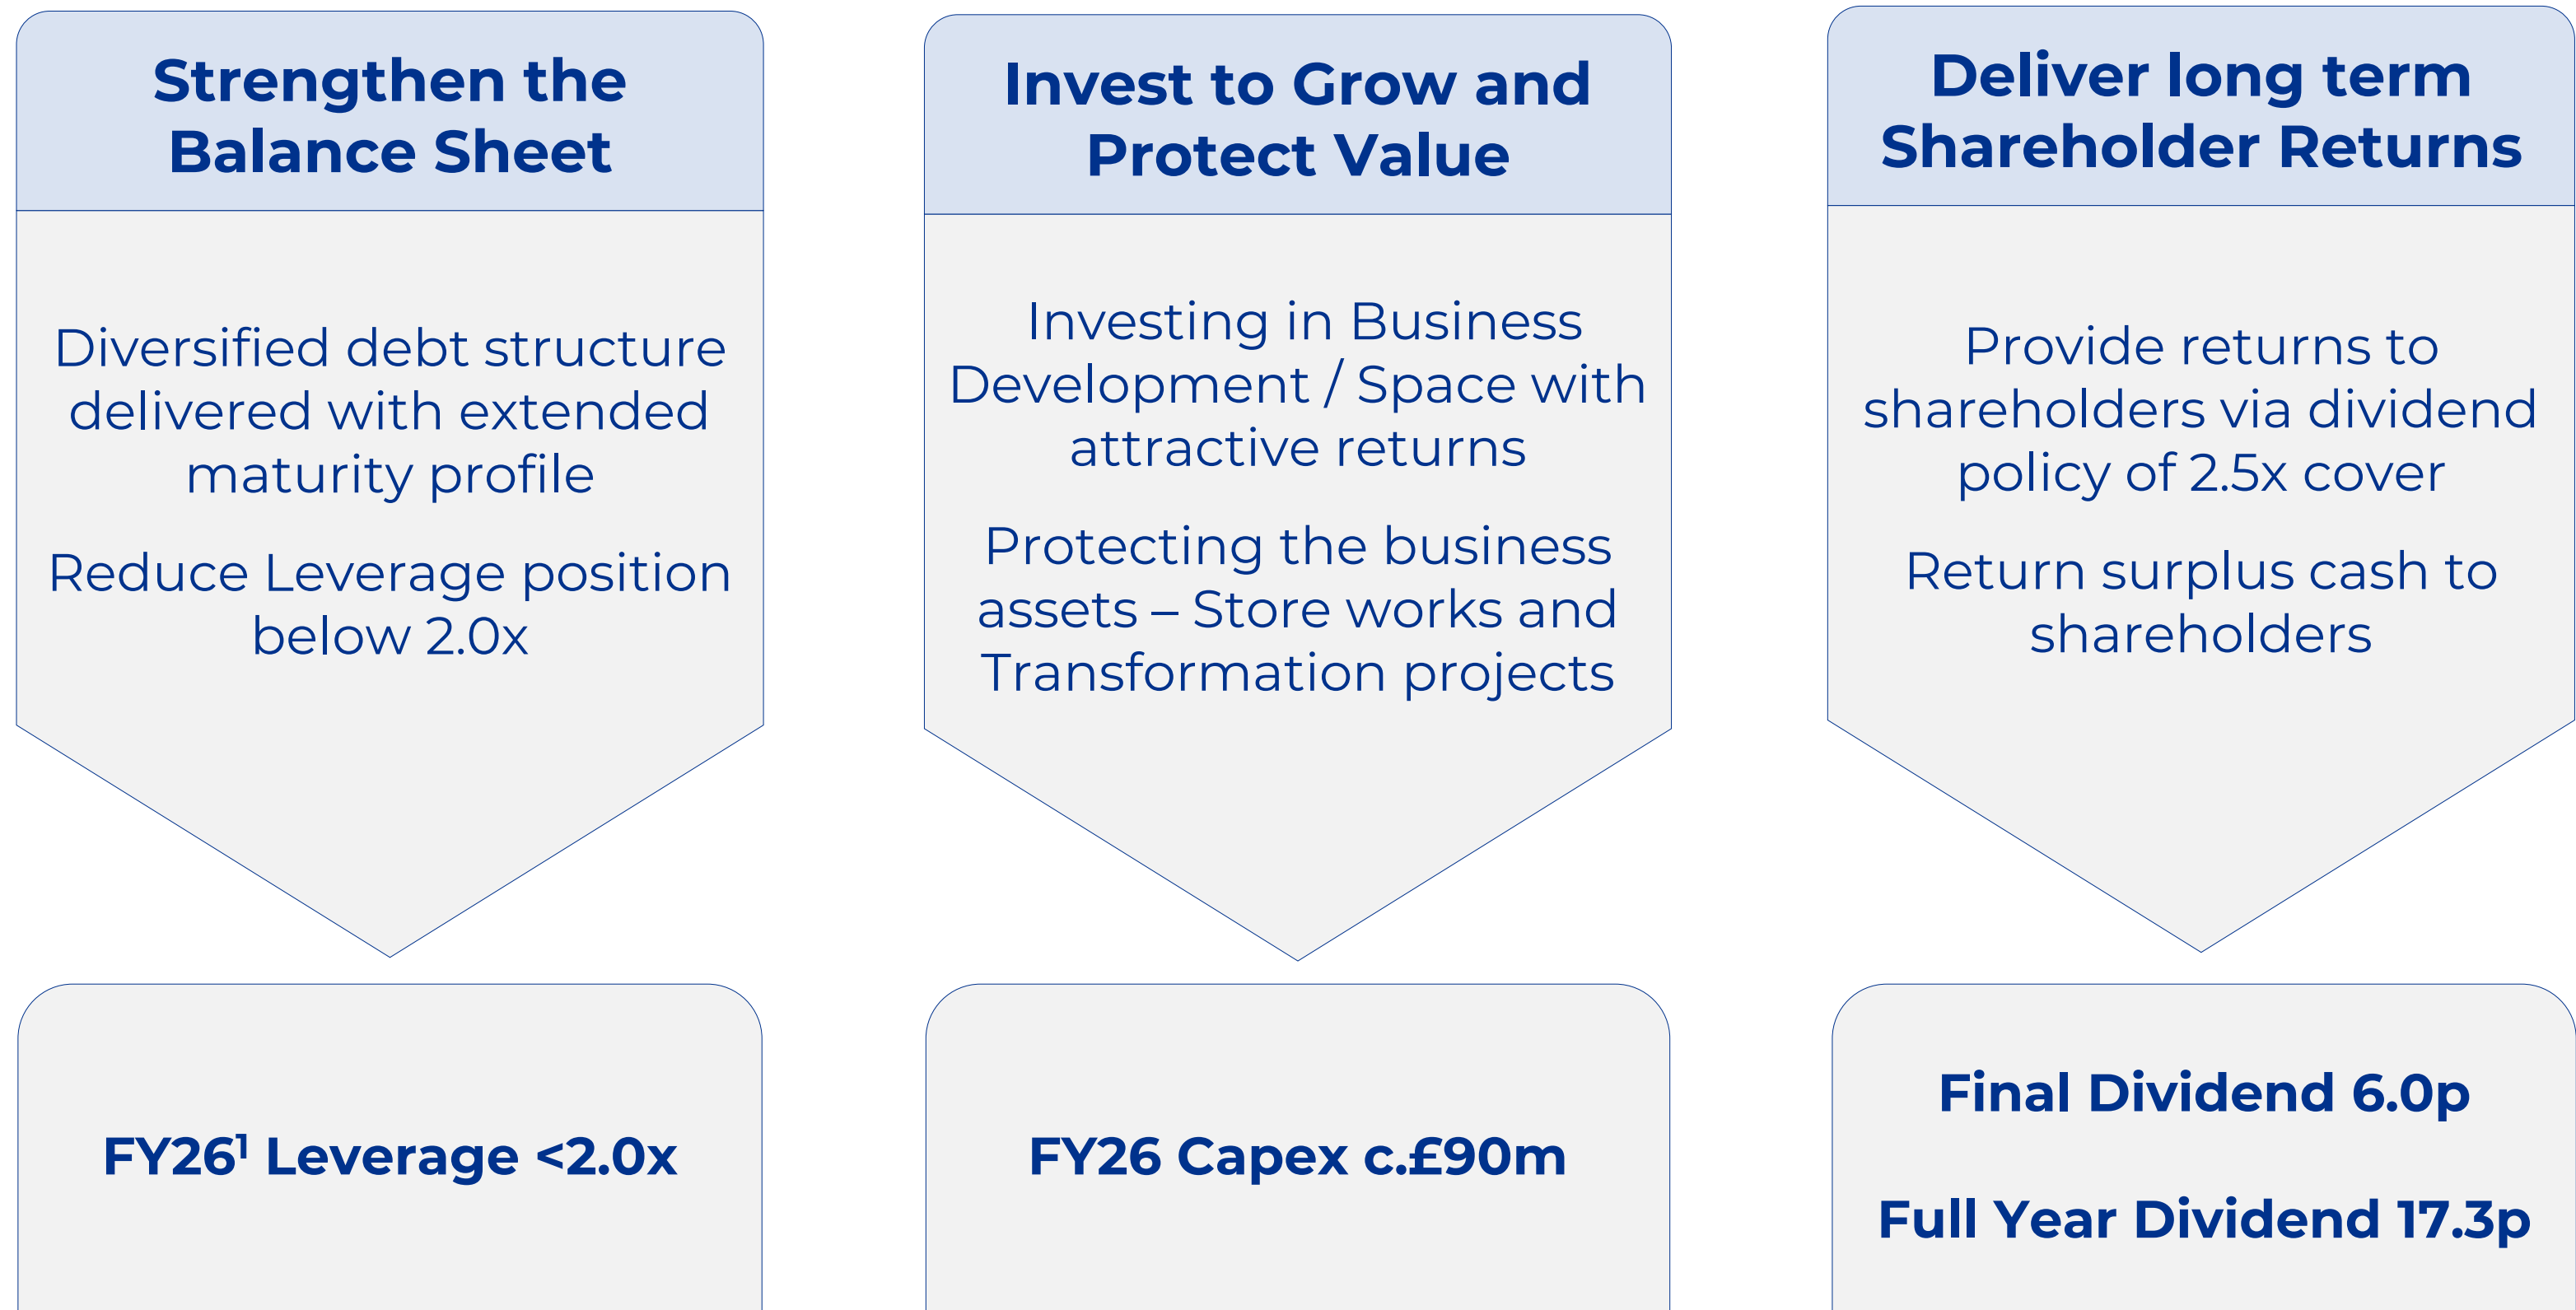 Strengthen the
Balance Sheet
Diversified debt structure
delivered with extended
maturity profile
Reduce Leverage position
below 2.0x
FY26¹ Leverage <2.0x
Invest to Grow and
Protect Value
Investing in Business
Development / Space with
attractive returns
Protecting the business
assets – Store works and
Transformation projects
FY26 Capex c.£90m
Deliver long term
Shareholder Returns
Provide returns to
shareholders via dividend
policy of 2.5x cover
Return surplus cash to
shareholders
Final Dividend 6.0p
Full Year Dividend 17.3p